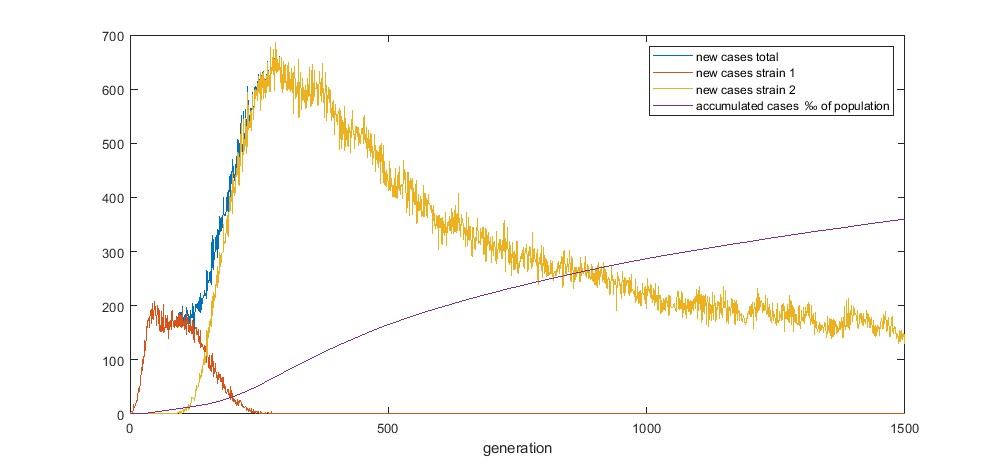 700
600
500
400
300
200
100
0
0 500 1000 1500
generation
new cases total
new cases strain 1
new cases strain 2
accumulated cases ‰ of population